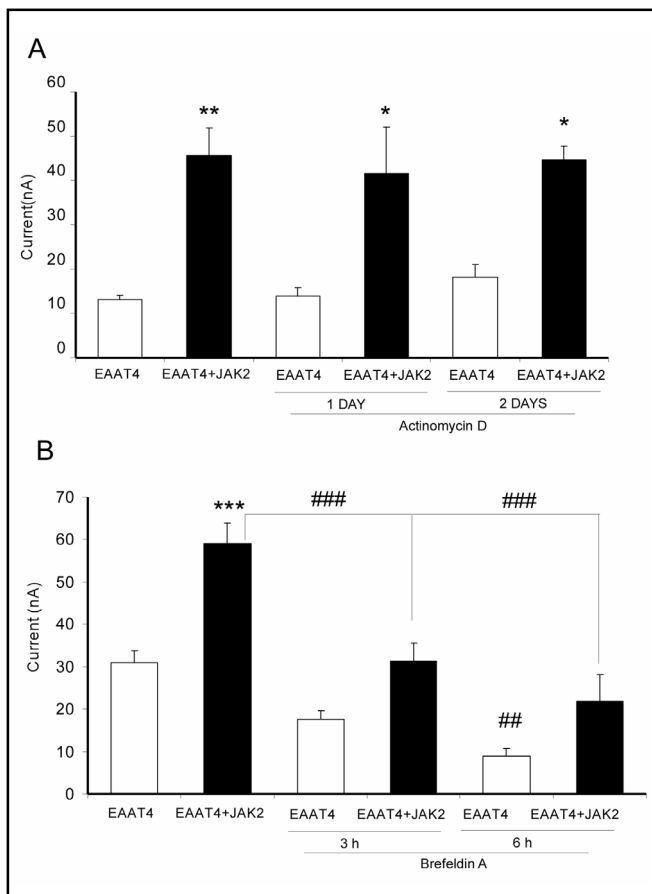 A
60
50
40
30
20
10
0
Current(nA)
** * *
EAAT4 EAAT4+JAK2 EAAT4 EAAT4+JAK2 EAAT4 EAAT4+JAK2
1 DAY 2 DAYS
Actinomycin D
B
70
60
50
40
30
20
10
0
Current (nA)
*** ### ###
##
EAAT4 EAAT4+JAK2 EAAT4 EAAT4+JAK2 EAAT4 EAAT4+JAK2
3 h 6 h
Brefeldin A